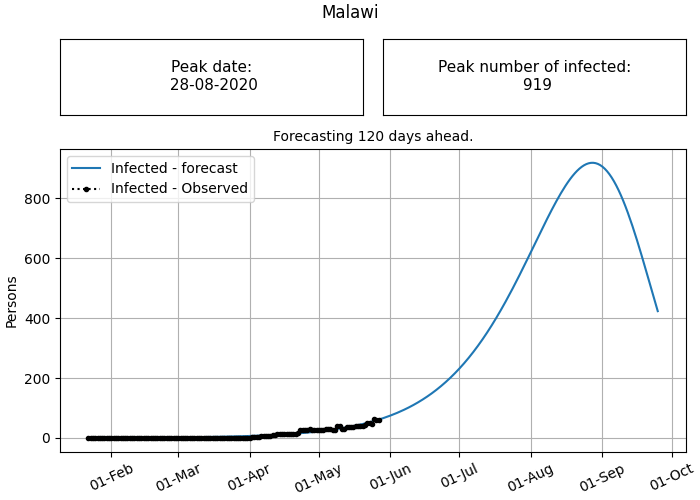 Malawi
Peak date:
28-08-2020
Peak number of infected:
919
Forecasting 120 days ahead.
Infected - forecast
Infected - Observed
Persons
800
600
400
200
0
01-Feb
01-Mar
01-Apr
01-May
01-Jun
01-Jul
01-Aug
01-Sep
01-Oct